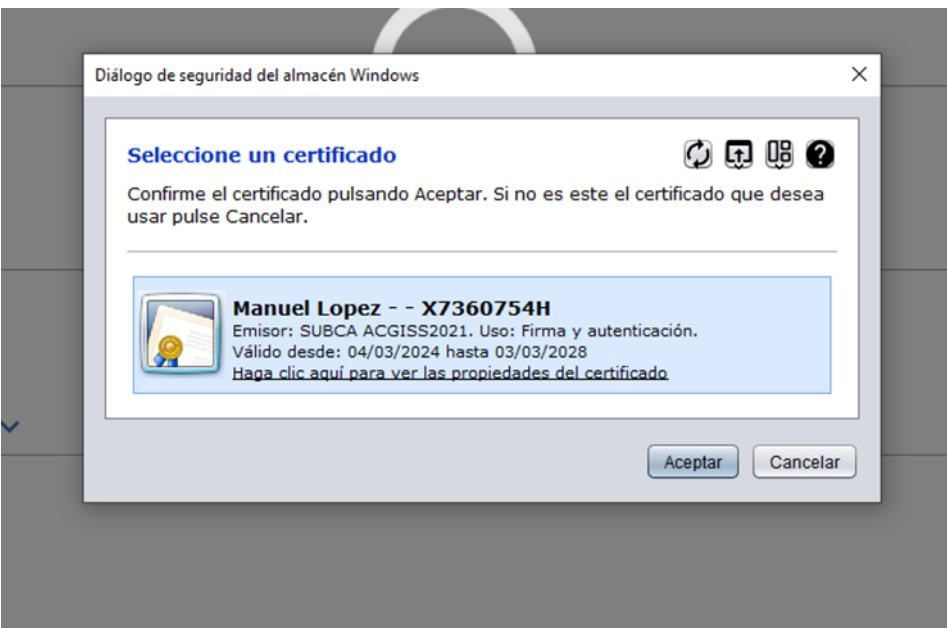 Diálogo de seguridad del almacén Windows
Seleccione un certificado
Confirme el certificado pulsando Aceptar. Si no es este el certificado que desea
usar pulse Cancelar.
Manuel Lopez - - X7360754H
Emisor: SUBCA ACGISS2021. Uso: Firma y autenticación.
Válido desde: 04/03/2024 hasta 03/03/2028
Haga clic aquí para ver las propiedades del certificado
Aceptar
Cancelar